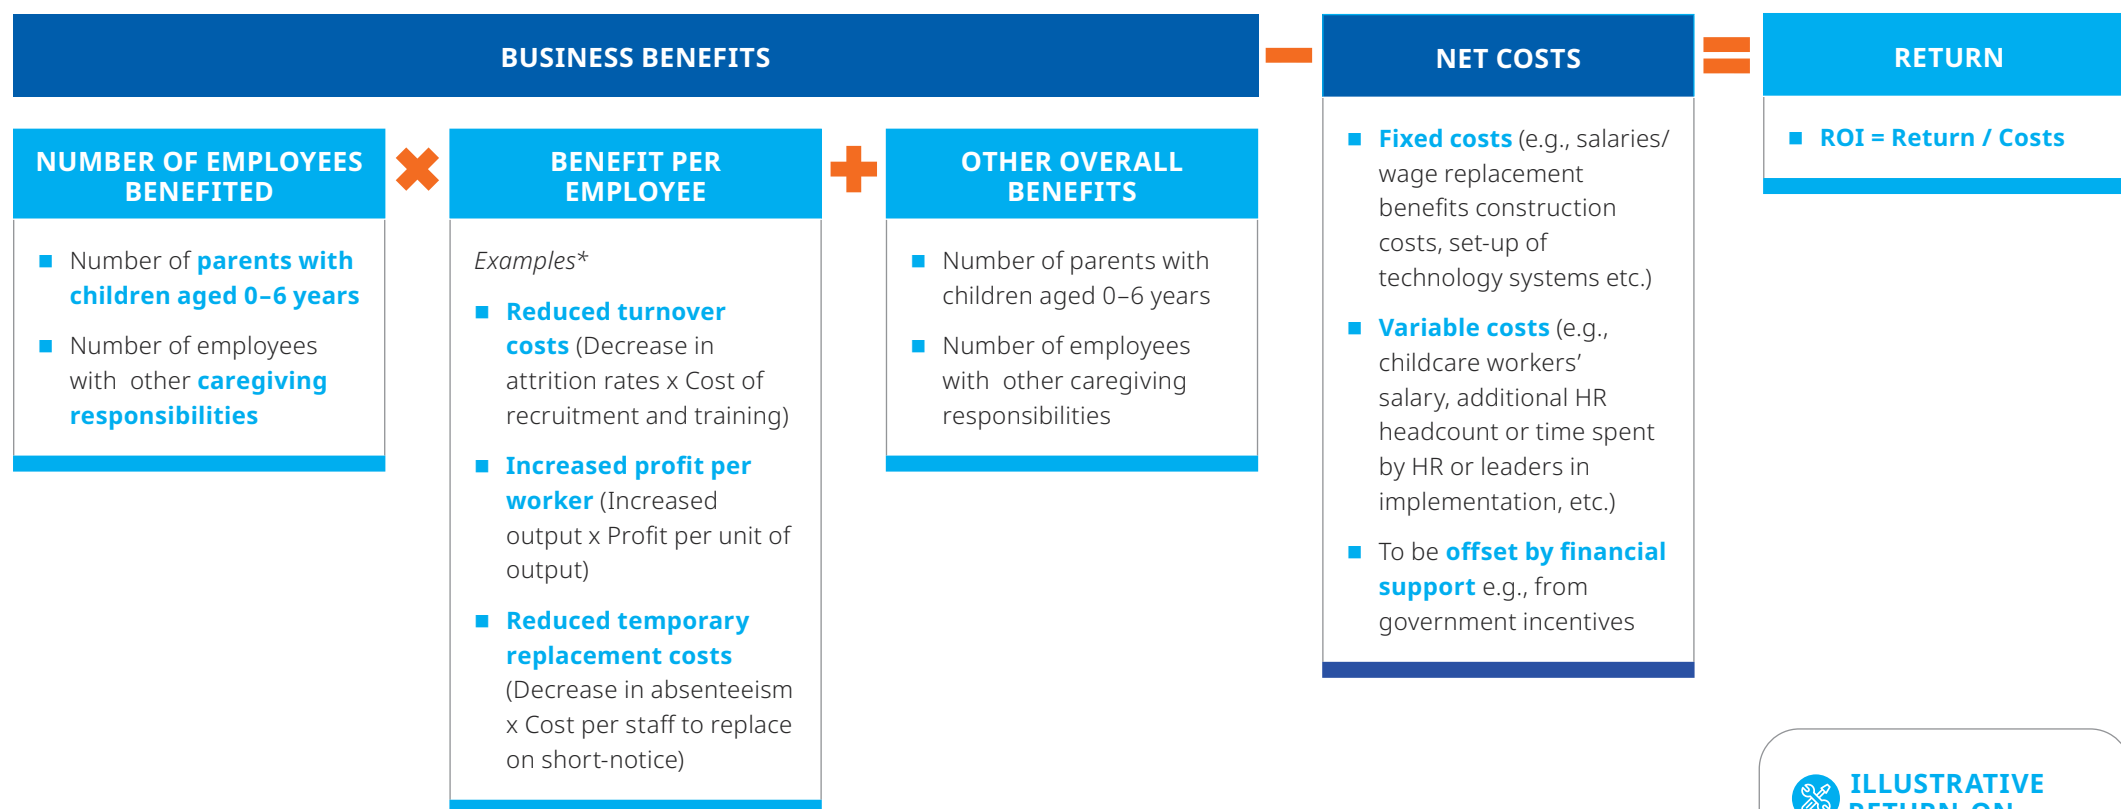 BUSINESS BENEFITS
NUMBER OF EMPLOYEES
BENEFITED
Number of parents with
children aged 0–6 years
Number of employees
with other caregiving
responsibilities
BENEFIT PER
EMPLOYEE
Examples*
Reduced turnover
costs (Decrease in
attrition rates x Cost of
recruitment and training)
Increased profit per
worker (Increased
output x Profit per unit of
output)
Reduced temporary
replacement costs
(Decrease in absenteeism
x Cost per staff to replace
on short-notice)
OTHER OVERALL
BENEFITS
Number of parents with
children aged 0–6 years
Number of employees
with other caregiving
responsibilities
NET COSTS
Fixed costs (e.g., salaries/
wage replacement
benefits construction
costs, set-up of
technology systems etc.)
Variable costs (e.g.,
childcare workers’
salary, additional HR
headcount or time spent
by HR or leaders in
implementation, etc.)
To be offset by financial
support e.g., from
government incentives
RETURN
ROI = Return / Costs
ILLUSTRATIVE
RETURN-ON-